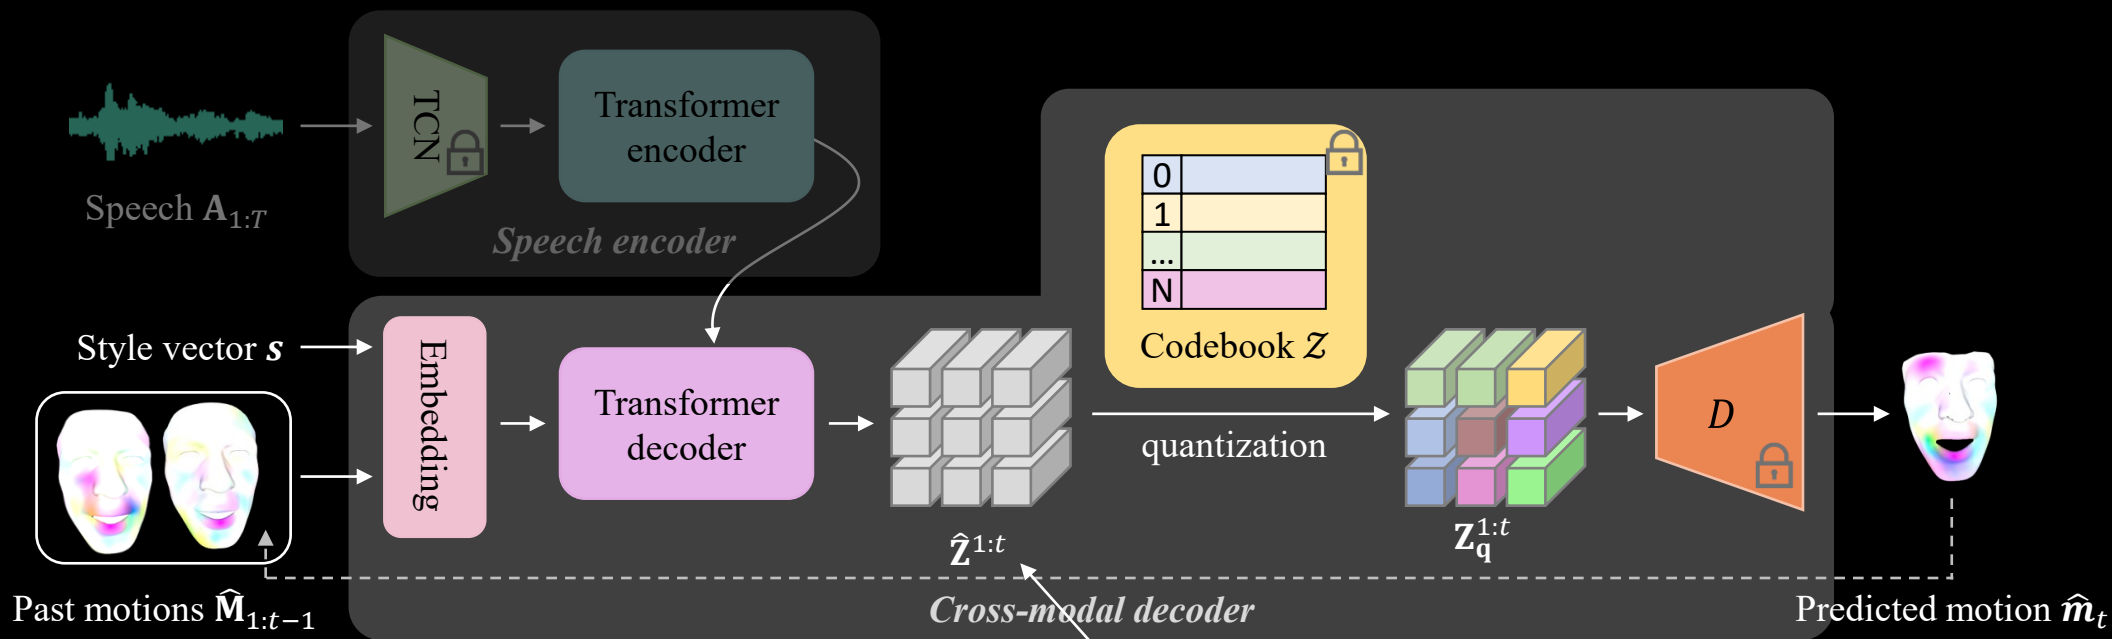 TCN
Transformer
encoder
Speech A₁:T
Speech encoder
0
1
...
N
Codebook 𝒵
Style vector s
Embedding
Transformer
decoder
quantization
D
Ẑ¹:ᵗ
Z_q¹:ᵗ
Past motions M̂₁:ₜ₋₁
Cross-modal decoder
Predicted motion m̂ₜ